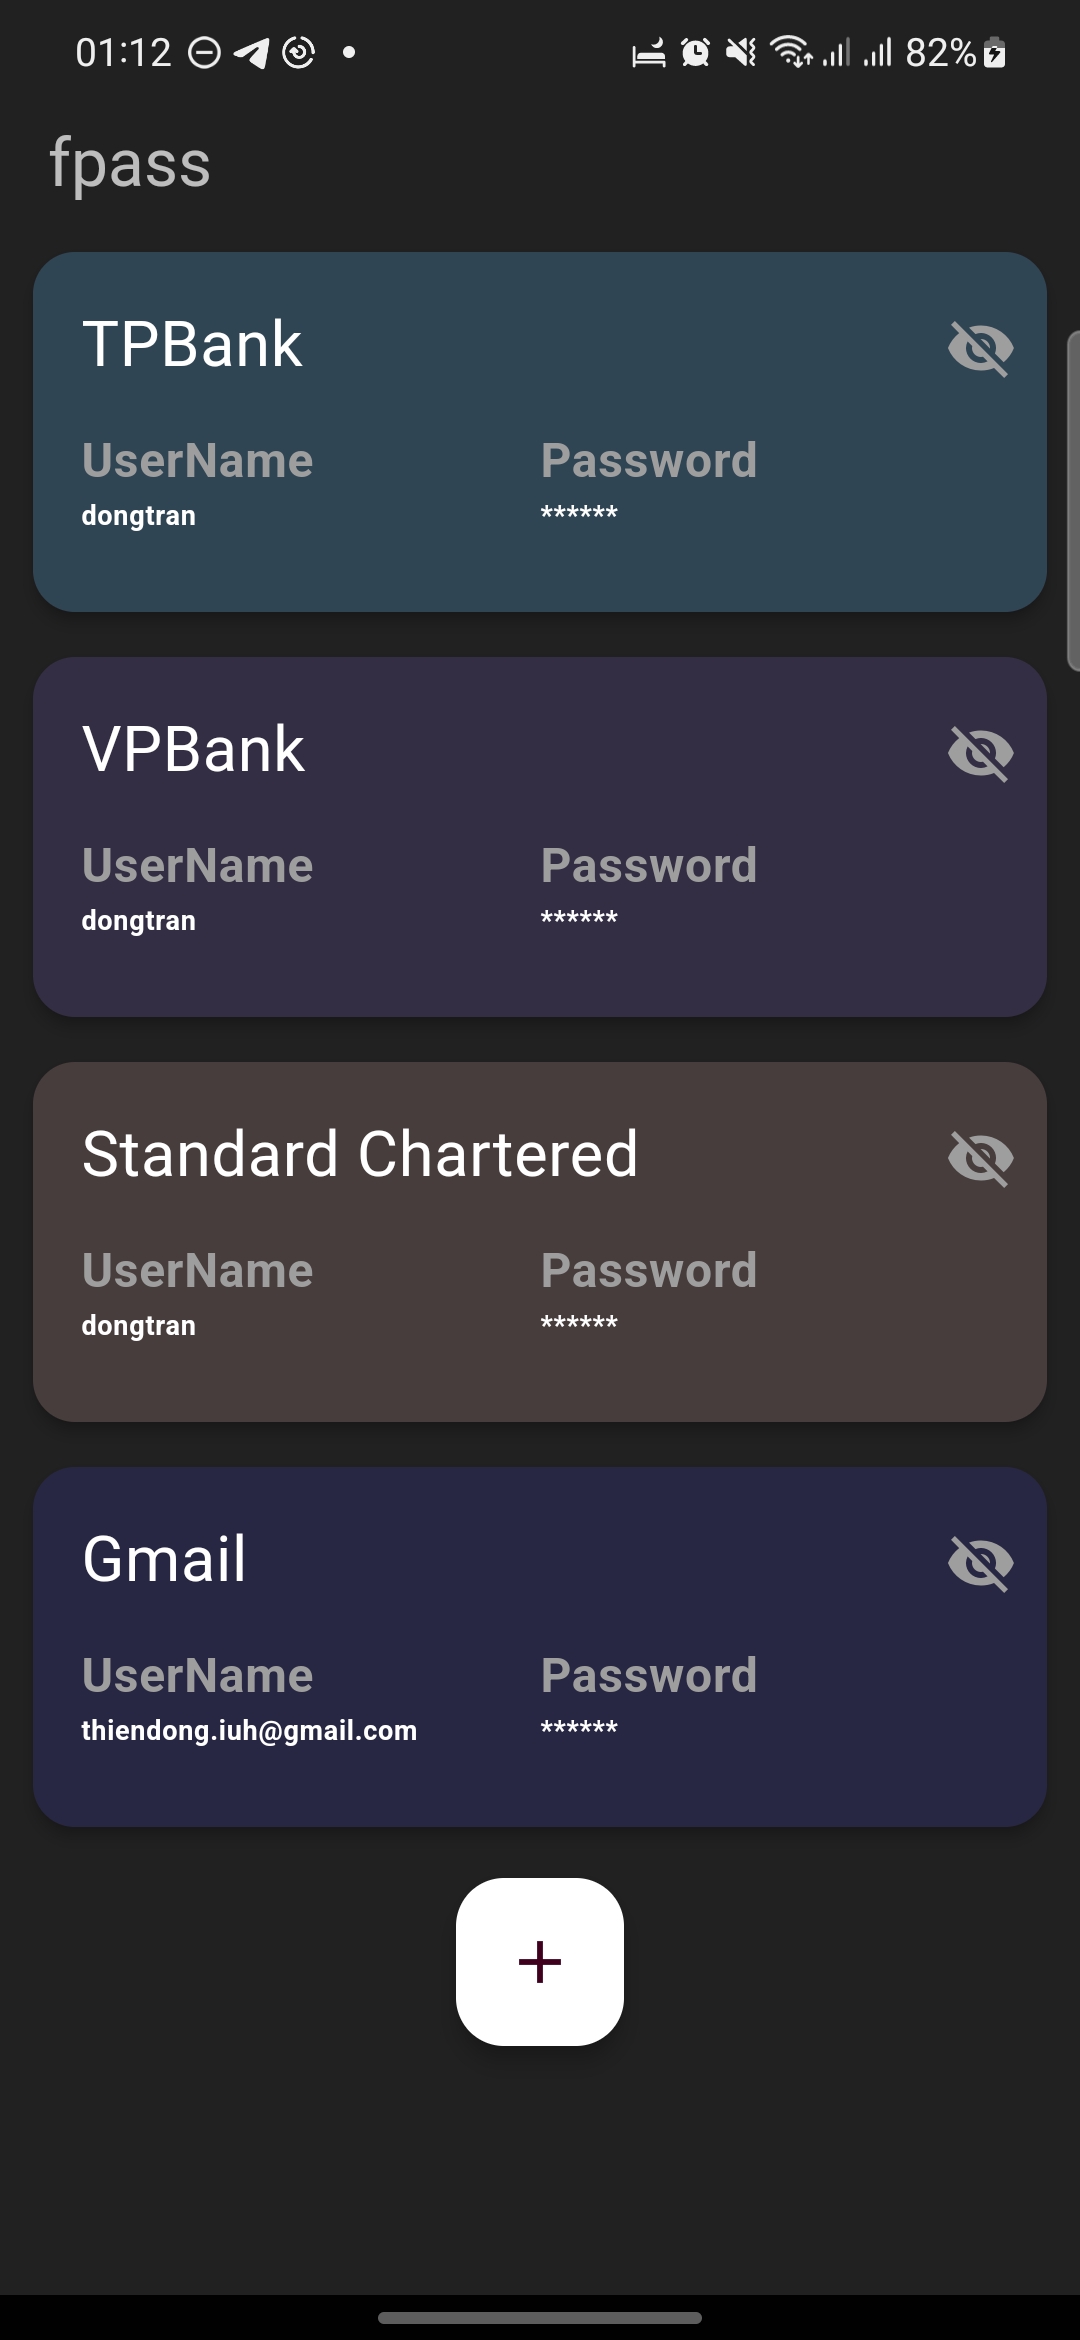 01:12 82%
fpass
TPBank
UserName Password
dongtran ******
VPBank
UserName Password
dongtran ******
Standard Chartered
UserName Password
dongtran ******
Gmail
UserName Password
thiendong.iuh@gmail.com ******